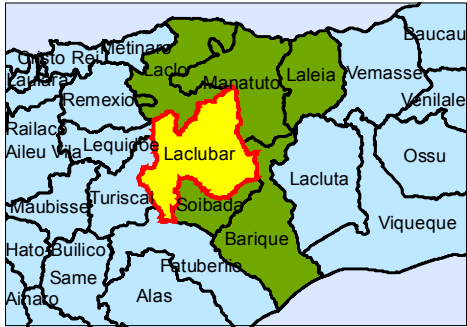 Baucau
Metinaro
Cristo Rei
Laclo
Laulara
Manatuto
Laleia
Vemasse
Remexio
Venilale
Railaco
Lequidoe
Aileu Vila
Laclubar
Ossu
Lacluta
Turiscai
Maubisse
Soibada
Viqueque
Barique
Hato Builico
Fatuberlio
Same
Ainaro
Alas